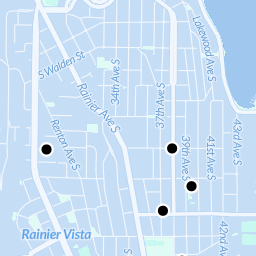 Lakewood Ave S
S Walden St
34th Ave S
Rainier Ave S
37th Ave S
Renton Ave S
39th Ave S
41st Ave S
43rd Ave S
42nd Ave
Rainier Vista